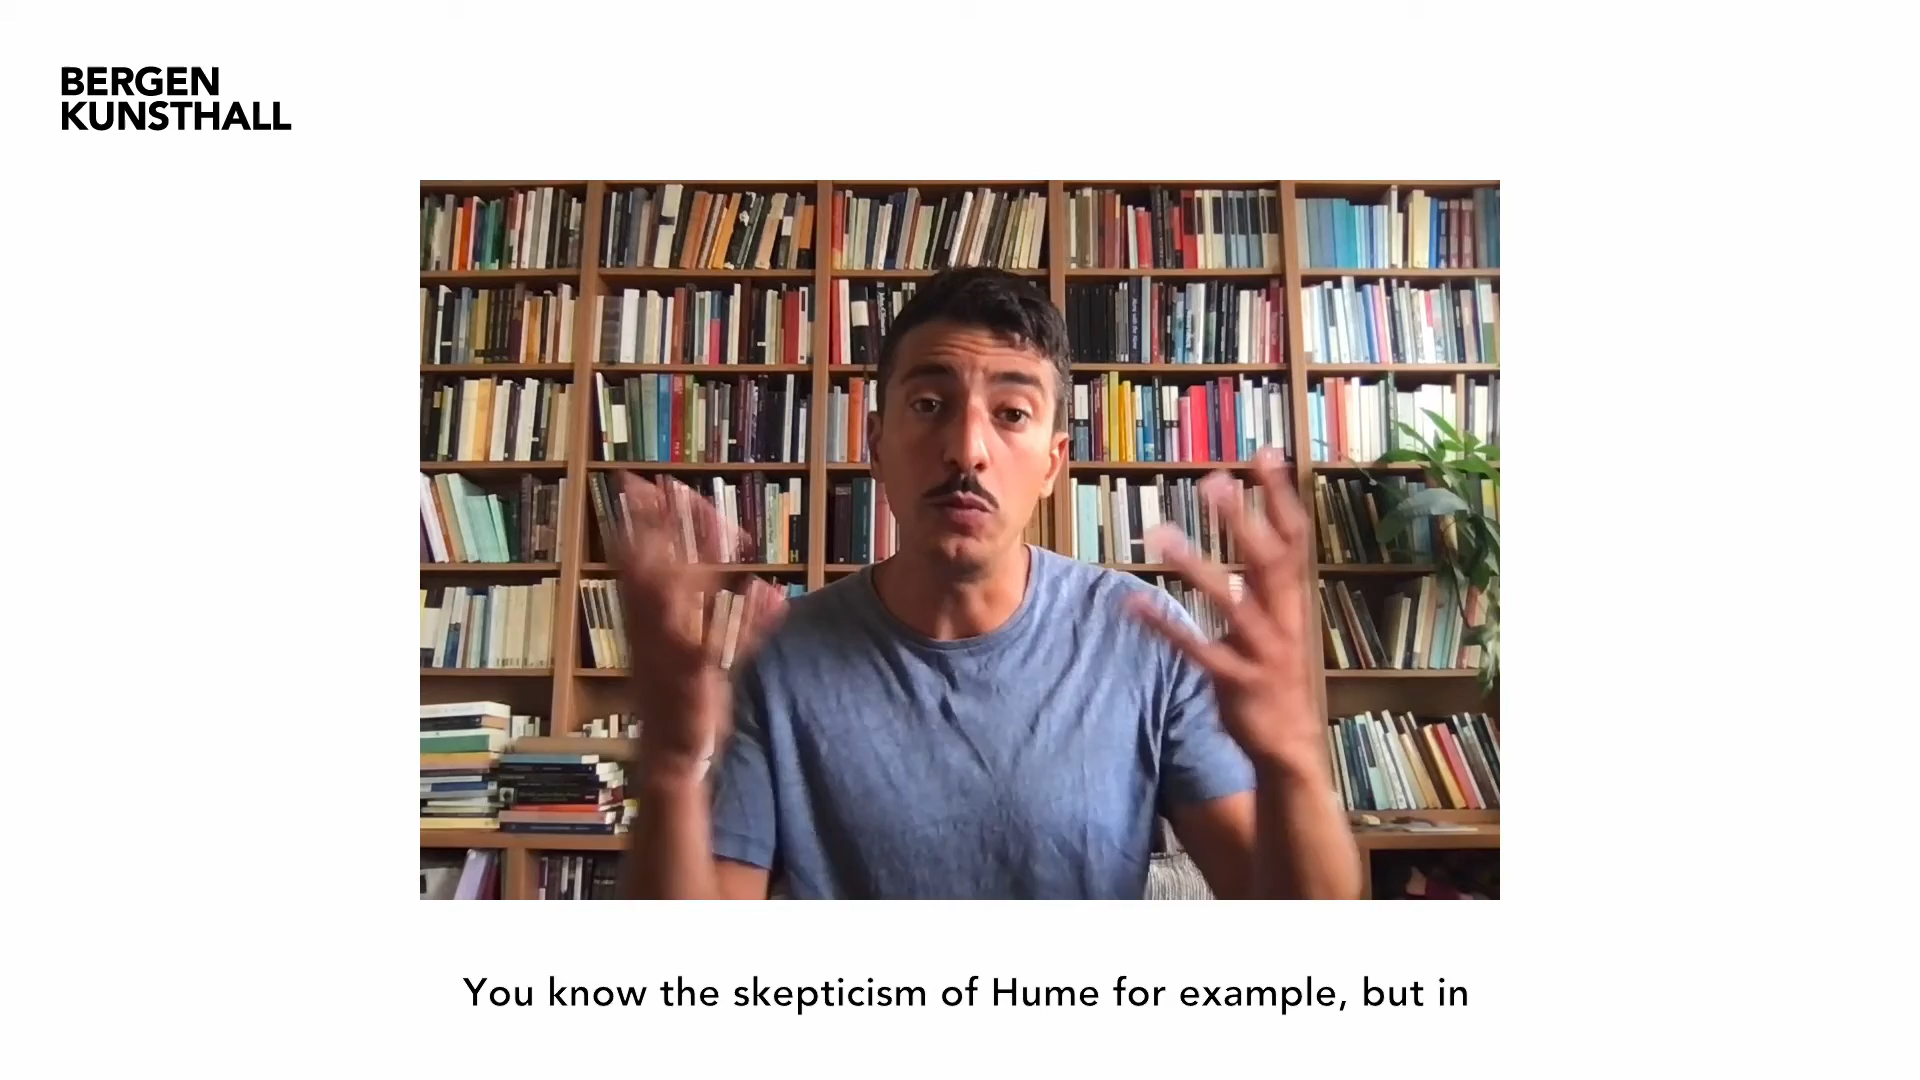 BERGEN
KUNSTHALL
You know the skepticism of Hume for example, but in